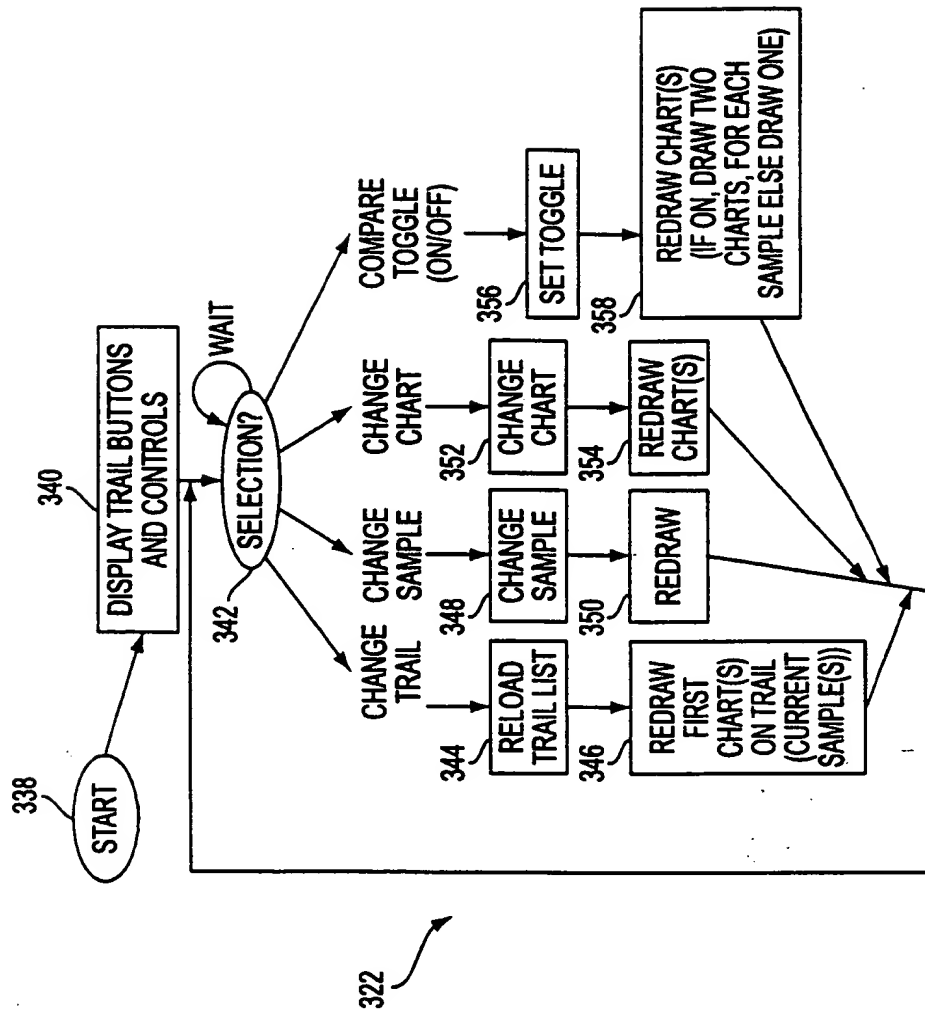 338
START
340
DISPLAY TRAIL BUTTONS
AND CONTROLS
342
SELECTION?
WAIT
CHANGE
TRAIL
344
RELOAD
TRAIL LIST
346
REDRAW
FIRST
CHART(S)
ON TRAIL
(CURRENT
SAMPLE(S))
CHANGE
SAMPLE
348
CHANGE
SAMPLE
350
REDRAW
CHANGE
CHART
352
CHANGE
CHART
354
REDRAW
CHART(S)
COMPARE
TOGGLE
(ON/OFF)
356
SET TOGGLE
358
REDRAW CHART(S)
(IF ON, DRAW TWO
CHARTS, FOR EACH
SAMPLE ELSE DRAW ONE)
322